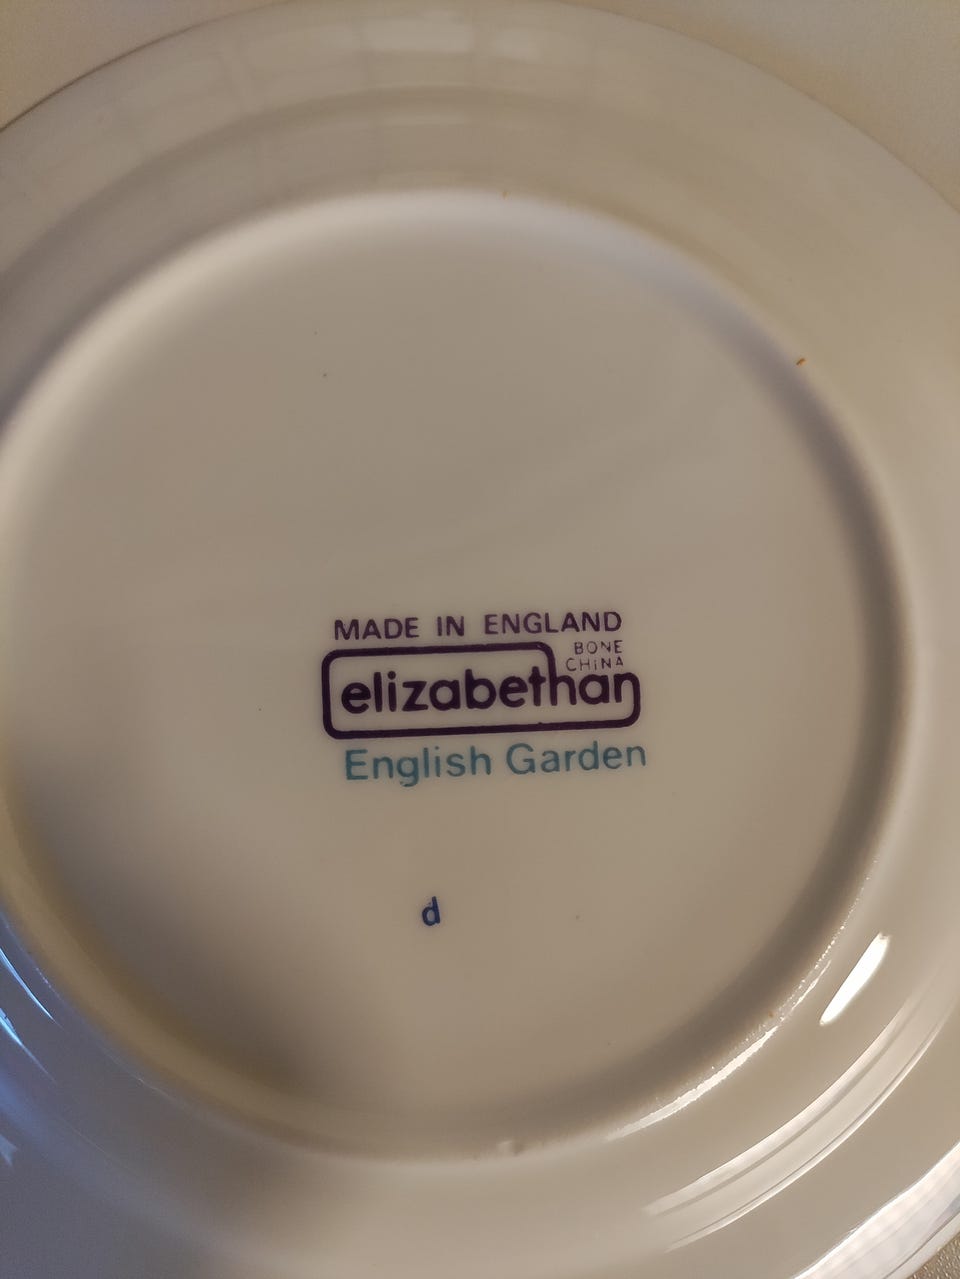 MADE IN ENGLAND
BONE
CHINA
elizabethan
English Garden
d